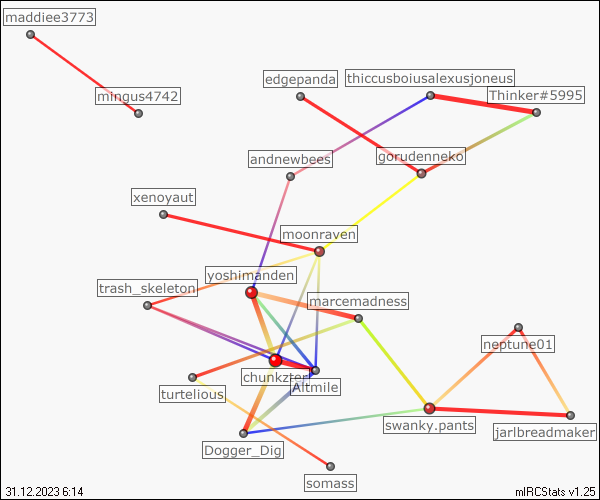 maddiee3773
mingus4742
edgepanda
thiccusboiusalexusjoneus
Thinker#5995
andnewbees
gorudenneko
xenoyaut
moonraven
yoshimanden
trash_skeleton
marcemadness
neptune01
chunkzter
Altmile
turtelious
swanky.pants
jarlbreadmaker
Dogger_Dig
somass
31.12.2023 6:14
mIRCStats v1.25